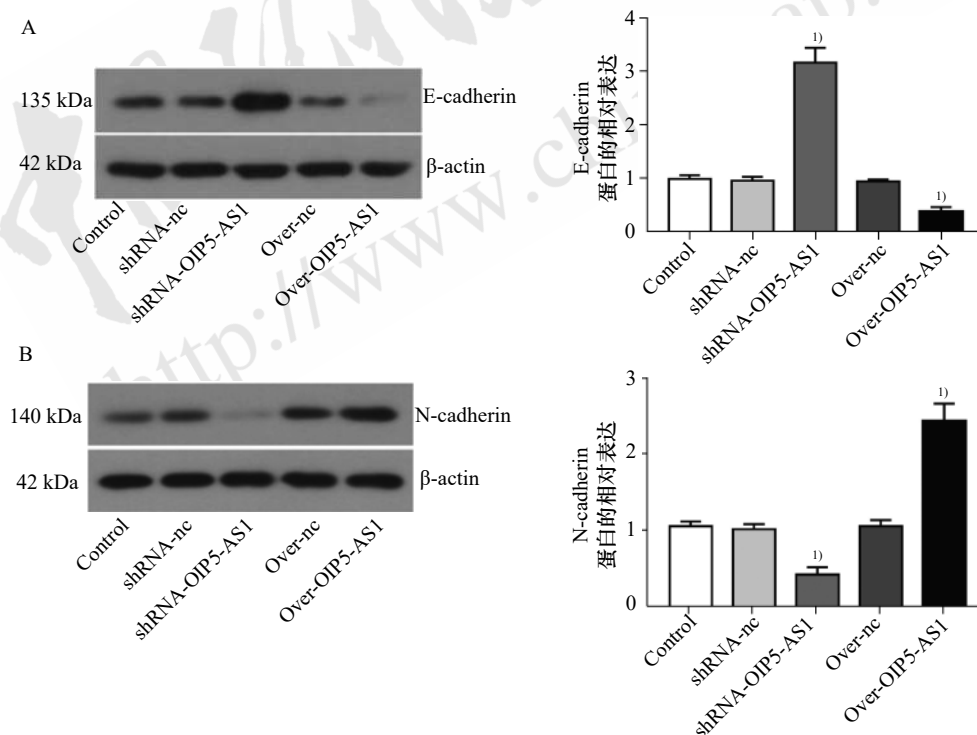 A
135 kDa
E-cadherin
42 kDa
β-actin
Control
shRNA-nc
shRNA-OIP5-AS1
Over-nc
Over-OIP5-AS1
E-cadherin
蛋白的相对表达
4
3
2
1
0
1)
1)
Control
shRNA-nc
shRNA-OIP5-AS1
Over-nc
Over-OIP5-AS1
B
140 kDa
N-cadherin
42 kDa
β-actin
Control
shRNA-nc
shRNA-OIP5-AS1
Over-nc
Over-OIP5-AS1
N-cadherin
蛋白的相对表达
3
2
1
0
1)
1)
Control
shRNA-nc
shRNA-OIP5-AS1
Over-nc
Over-OIP5-AS1